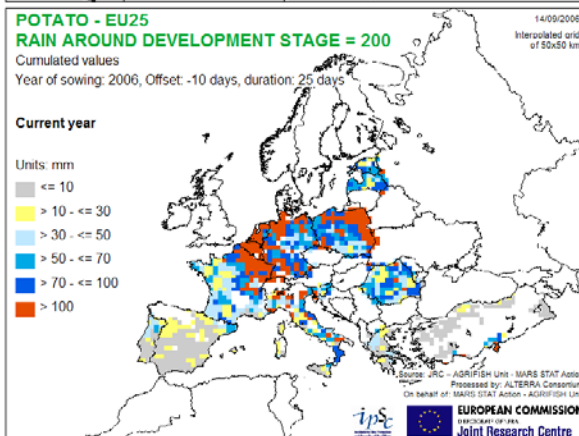 POTATO - EU25
14/09/2006
RAIN AROUND DEVELOPMENT STAGE = 200
Interpolated grid
of 50x50 km
Cumulated values
Year of sowing: 2006, Offset: -10 days, duration: 25 days
Current year
Units: mm
<= 10
> 10 - <= 30
> 30 - <=50
> 50 - <= 70
> 70 - <= 100
> 100
Source: JRC – AGRIFISH Unit - MARS STAT Action
Processed by: ALTERRA Consortium
On behalf of: MARS STAT Action - AGRIFISH Unit
ipsc
EUROPEAN COMMISSION
DIRECTORATE GENERAL
Joint Research Centre